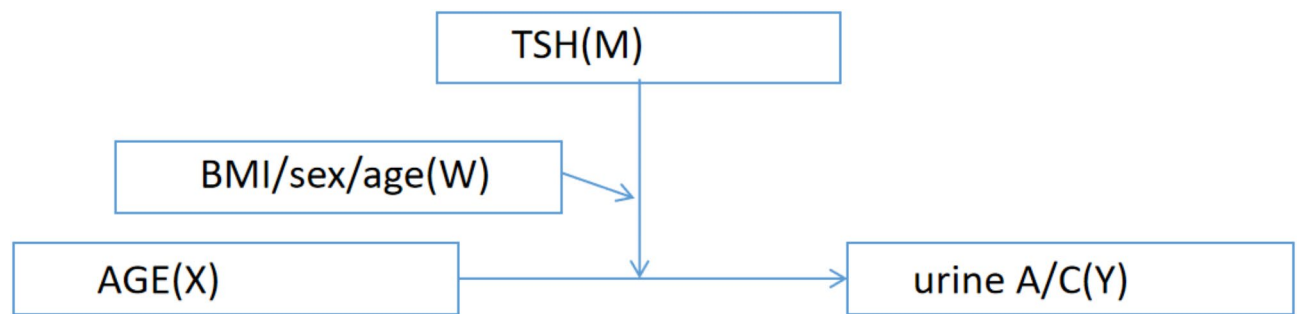 TSH(M)
BMI/sex/age(W)
AGE(X)
urine A/C(Y)